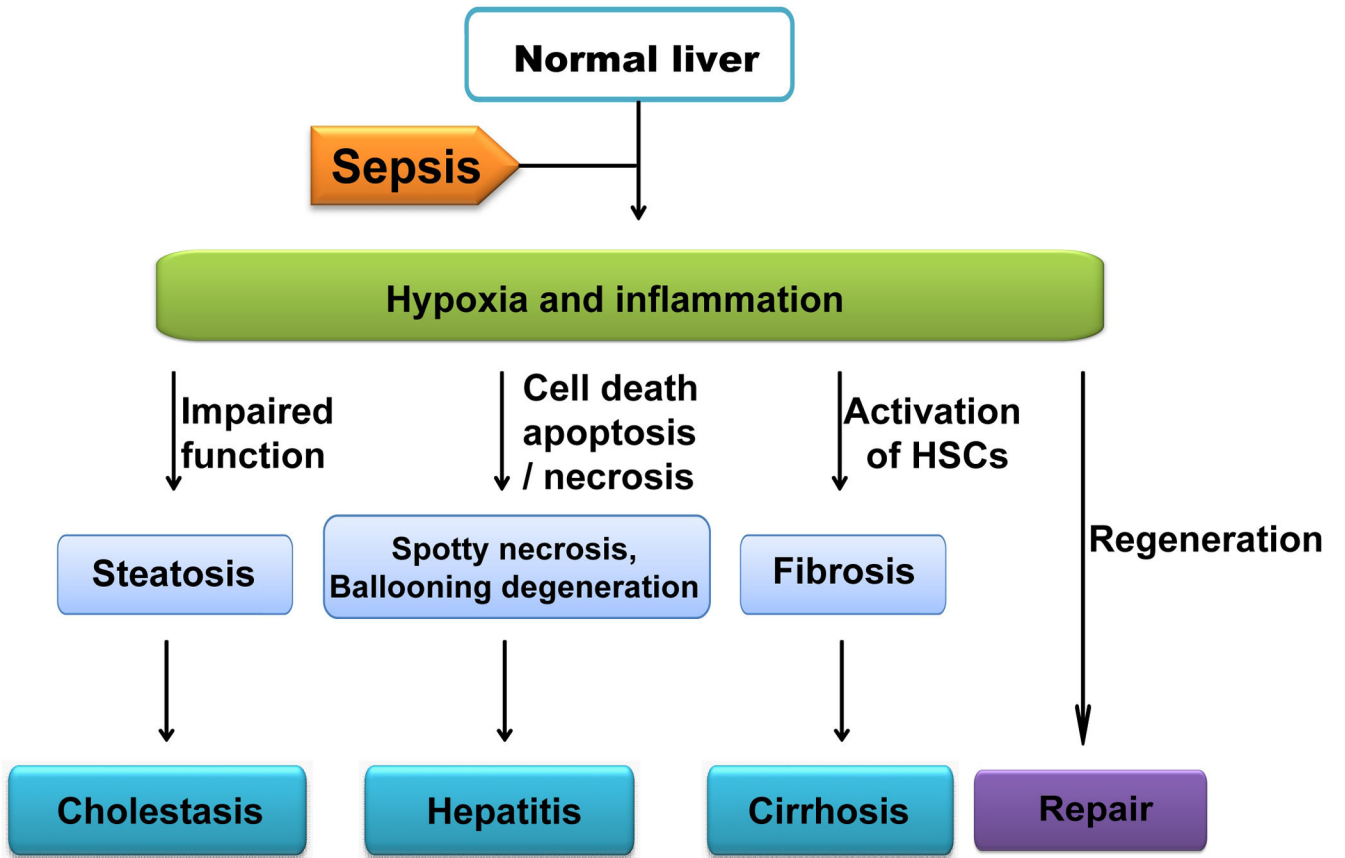 Normal liver
Sepsis
Hypoxia and inflammation
Impaired
function
Cell death
apoptosis
/ necrosis
Activation
of HSCs
Regeneration
Steatosis
Spotty necrosis,
Ballooning degeneration
Fibrosis
Cholestasis
Hepatitis
Cirrhosis
Repair